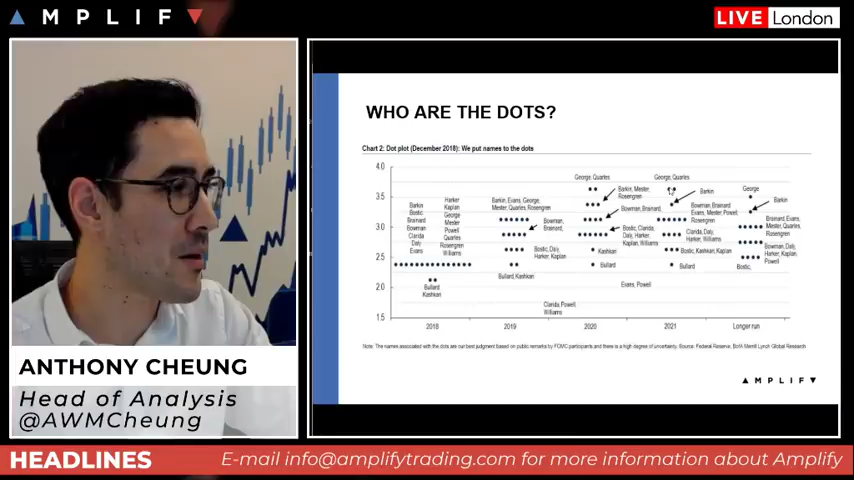 AMPLIFY
LIVE London
WHO ARE THE DOTS?
Chart 2: Dot plot (December 2018): We put names to the dots
4.0
3.5
3.0
2.5
2.0
1.5
Barkin
Bostic
Brainard
Bowman
Clarida
Daly
Evans
Harker
Kaplan
George
Mester
Powell
Quarles
Rosengren
Williams
Bullard
Kashkari
Barkin, Evans, George,
Mester, Quarles, Rosengren
Bowman,
Brainard,
Bostic, Daly,
Harker, Kaplan
Bullard, Kashkari
Clarida, Powell
Williams
George, Quarles
Barkin, Mester,
Rosengren
Bowman, Brainard,
Bostic, Clarida,
Daly, Harker,
Kaplan, Williams
Kashkari
Bullard
Evans, Powell
George, Quarles
Barkin
Bowman, Brainard
Evans, Mester, Powell,
Rosengren
Clarida, Daly,
Harker, Williams
Bostic, Kashkari, Kaplan
Bullard
George
Barkin
Brainard, Evans,
Mester, Quarles,
Rosengren
Bowman, Daly,
Harker, Kaplan
Powell
Bostic,
2018
2019
2020
2021
Longer run
Note: The names associated with the dots are our best judgment based on public remarks by FOMC participants and there is a high degree of uncertainty. Source: Federal Reserve, BofA Merrill Lynch Global Research
AMPLIFY
ANTHONY CHEUNG
Head of Analysis
@AWMCheung
HEADLINES
E-mail info@amplifytrading.com for more information about Amplify